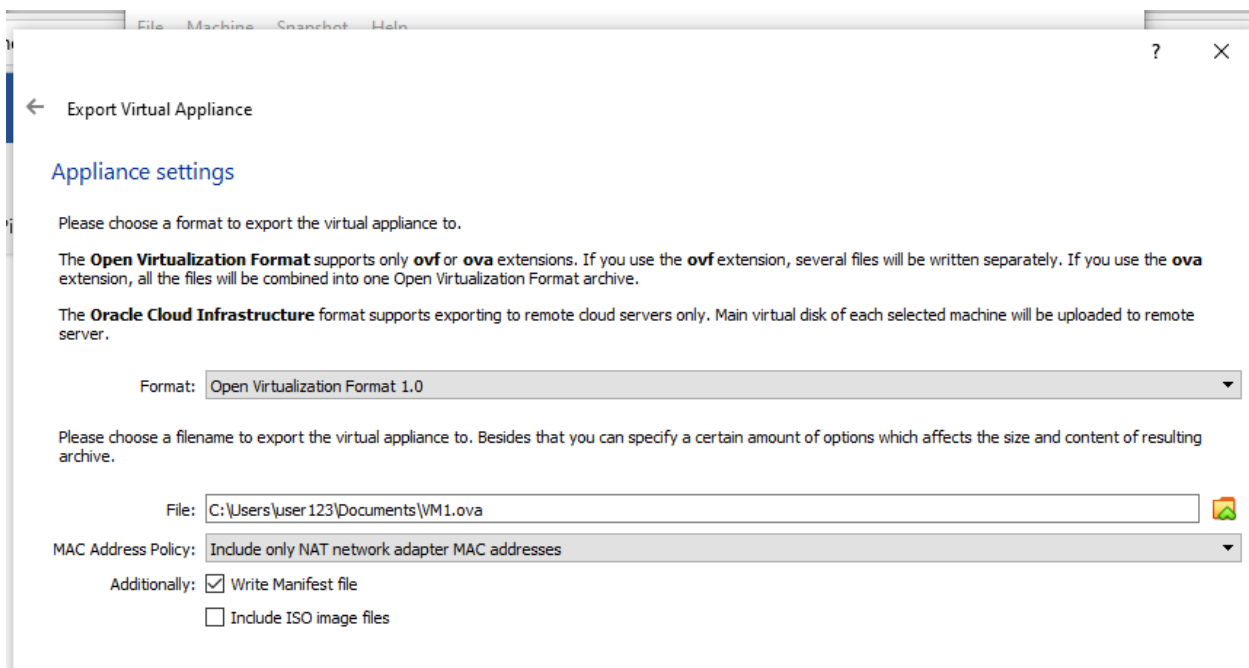 File Machine Snapshot Help
?
Export Virtual Appliance
Appliance settings
Please choose a format to export the virtual appliance to.
The Open Virtualization Format supports only ovf or ova extensions. If you use the ovf extension, several files will be written separately. If you use the ova
extension, all the files will be combined into one Open Virtualization Format archive.
The Oracle Cloud Infrastructure format supports exporting to remote cloud servers only. Main virtual disk of each selected machine will be uploaded to remote
server.
Format: Open Virtualization Format 1.0
Please choose a filename to export the virtual appliance to. Besides that you can specify a certain amount of options which affects the size and content of resulting
archive.
File: C:\Users\user123\Documents\VM1.ova
MAC Address Policy: Include only NAT network adapter MAC addresses
Additionally: Write Manifest file
Include ISO image files